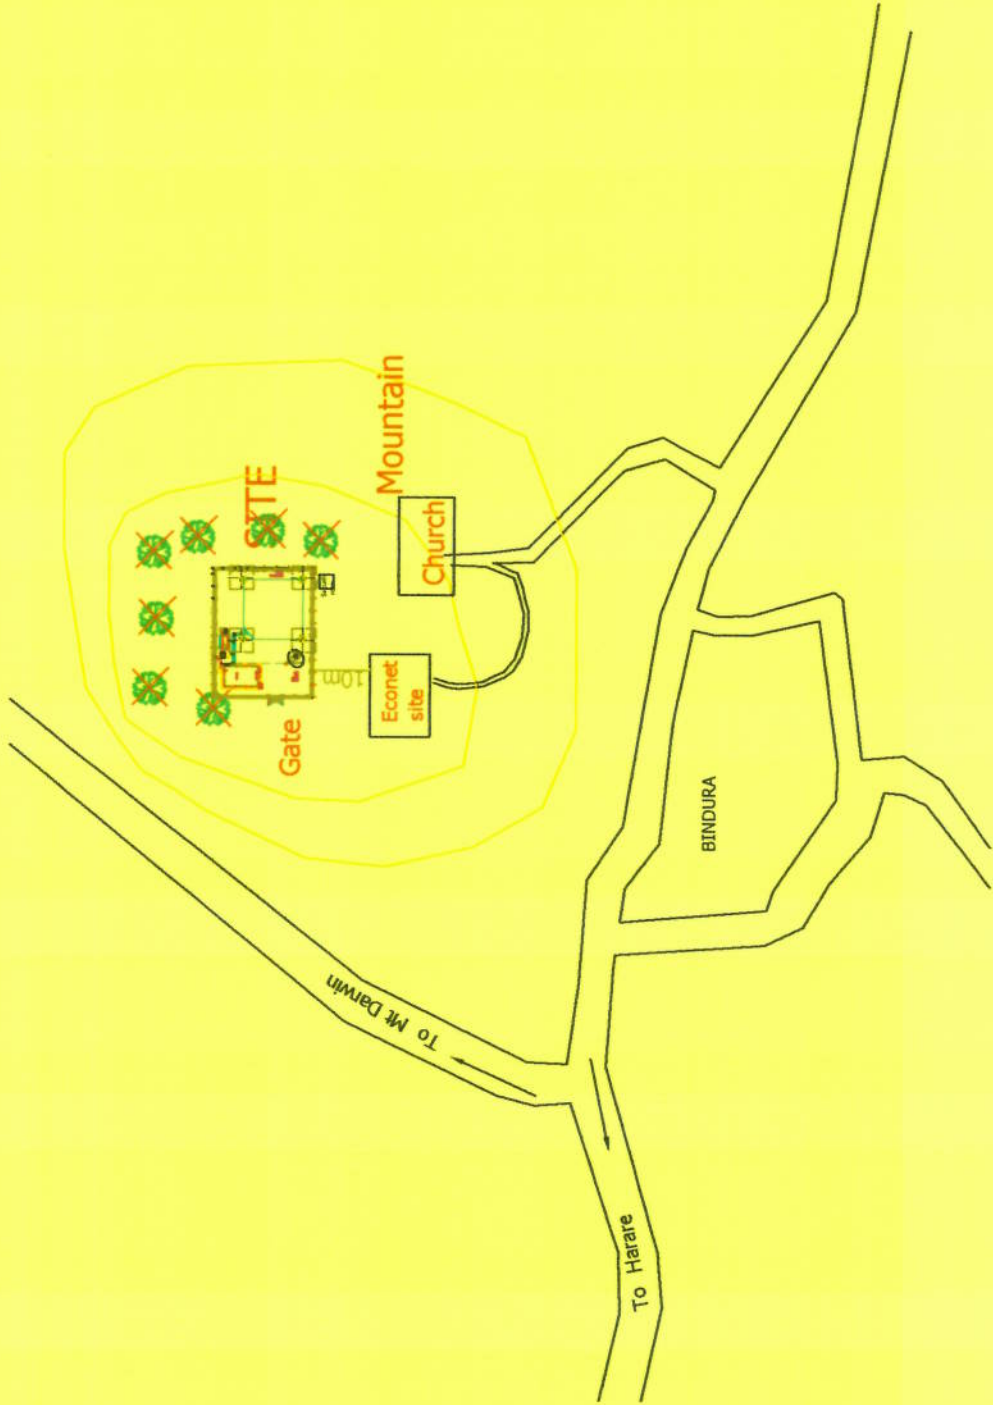 SITE
Mountain
Church
Econet
site
10m
Gate
BINDURA
To Mt Darwin
To Harare